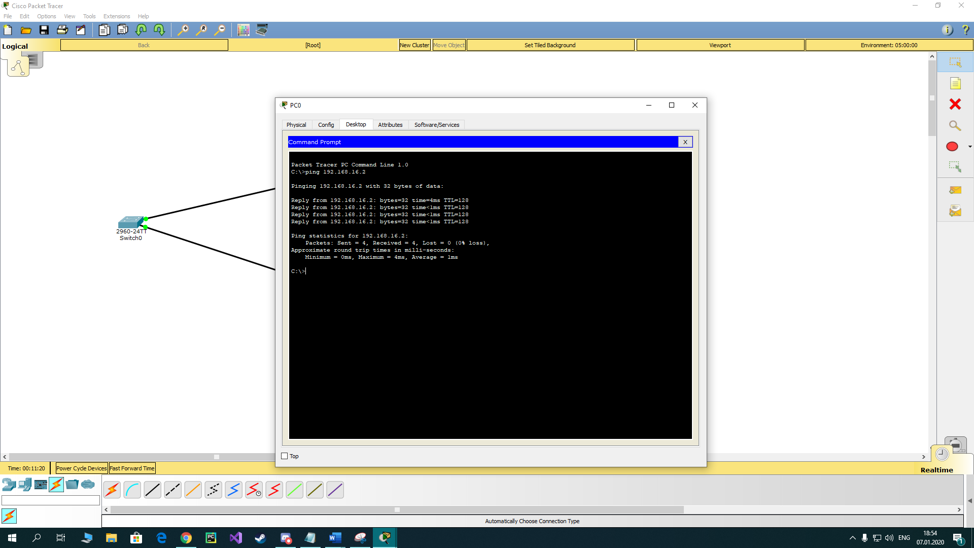 Cisco Packet Tracer
File Edit Options View Tools Extensions Help
Logical Back [Root] New Cluster Move Object Set Tiled Background Viewport Environment: 05:00:00
PC0
Physical Config Desktop Attributes Software/Services
Command Prompt X
Packet Tracer PC Command Line 1.0
C:\>ping 192.168.16.2
Pinging 192.168.16.2 with 32 bytes of data:
Reply from 192.168.16.2: bytes=32 time=4ms TTL=128
Reply from 192.168.16.2: bytes=32 time<1ms TTL=128
Reply from 192.168.16.2: bytes=32 time<1ms TTL=128
Reply from 192.168.16.2: bytes=32 time<1ms TTL=128
Ping statistics for 192.168.16.2:
Packets: Sent = 4, Received = 4, Lost = 0 (0% loss),
Approximate round trip times in milli-seconds:
Minimum = 0ms, Maximum = 4ms, Average = 1ms
C:\>
2960-24TT
Switch0
Top
Time: 00:11:20 Power Cycle Devices Fast Forward Time Realtime
Automatically Choose Connection Type
ENG 18:54
07.01.2020